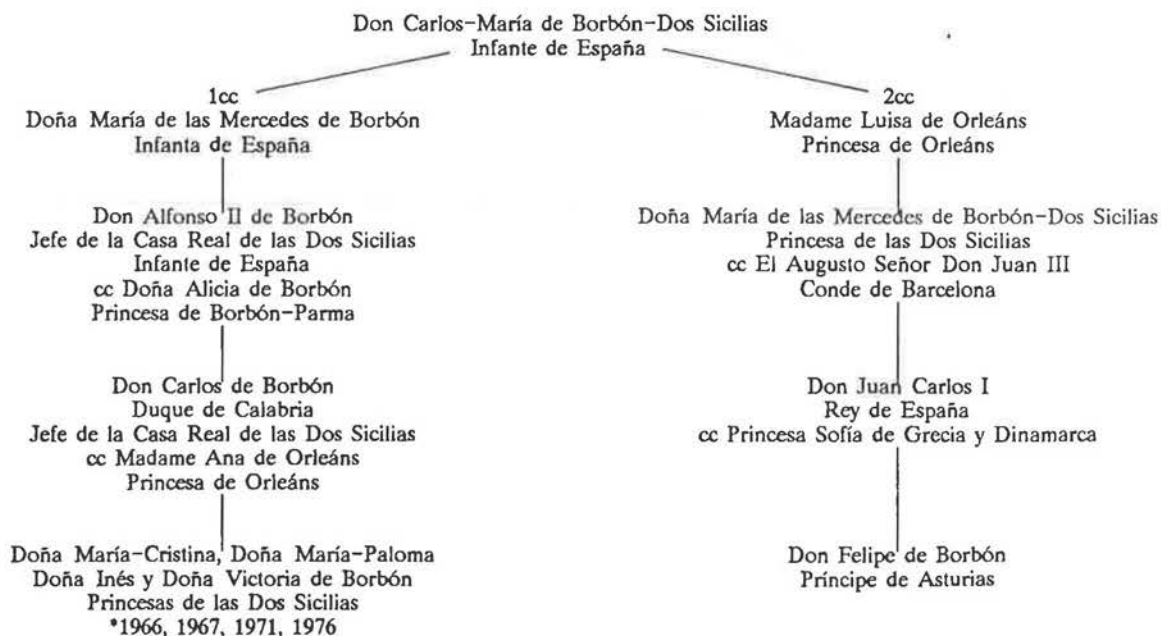 Don Carlos-María de Borbón-Dos Sicilias
Infante de España
1cc
Doña María de las Mercedes de Borbón
Infanta de España
Don Alfonso II de Borbón
Jefe de la Casa Real de las Dos Sicilias
Infante de España
cc Doña Alicia de Borbón
Princesa de Borbón-Parma
Don Carlos de Borbón
Duque de Calabria
Jefe de la Casa Real de las Dos Sicilias
cc Madame Ana de Orleáns
Princesa de Orleáns
Doña María-Cristina, Doña María-Paloma
Doña Inés y Doña Victoria de Borbón
Princesas de las Dos Sicilias
*1966, 1967, 1971, 1976
2cc
Madame Luisa de Orleáns
Princesa de Orleáns
Doña María de las Mercedes de Borbón-Dos Sicilias
Princesa de las Dos Sicilias
cc El Augusto Señor Don Juan III
Conde de Barcelona
Don Juan Carlos I
Rey de España
cc Princesa Sofía de Grecia y Dinamarca
Don Felipe de Borbón
Príncipe de Asturias